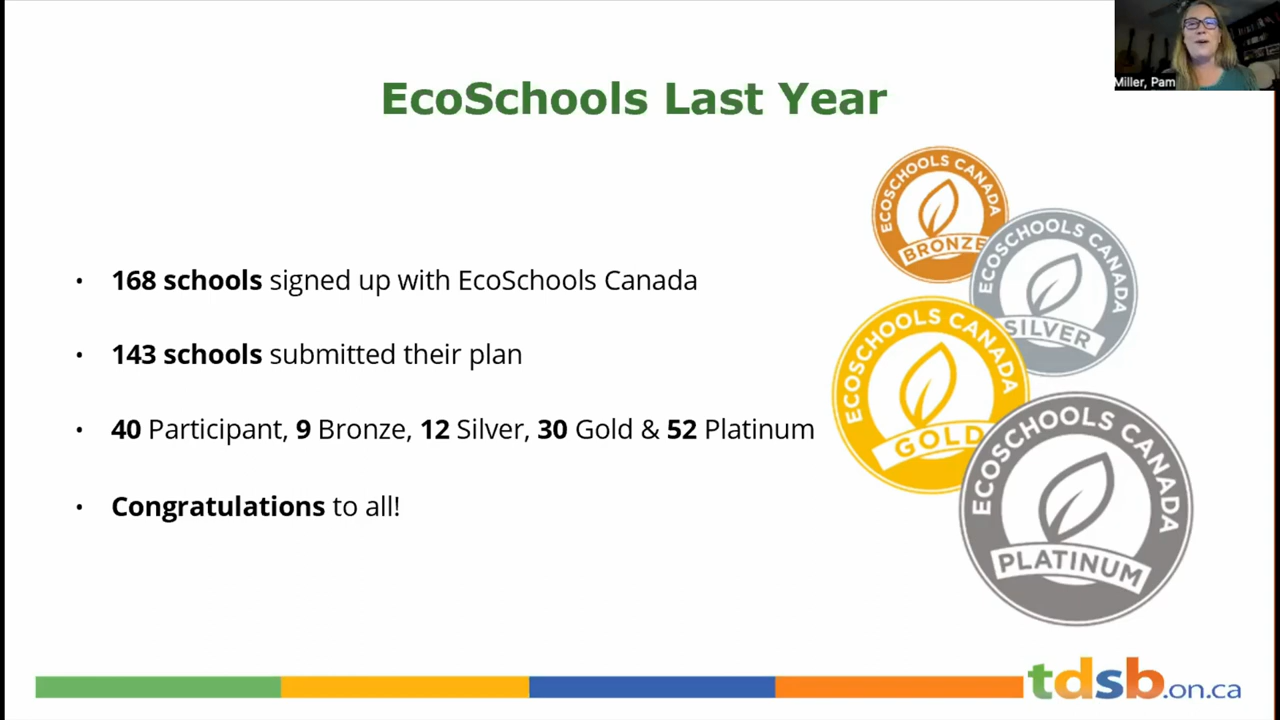 Miller, Pam
EcoSchools Last Year
• 168 schools signed up with EcoSchools Canada
• 143 schools submitted their plan
• 40 Participant, 9 Bronze, 12 Silver, 30 Gold & 52 Platinum
• Congratulations to all!
ECOSCHOOLS CANADA
BRONZE
ECOSCHOOLS CANADA
SILVER
ECOSCHOOLS CANADA
GOLD
ECOSCHOOLS CANADA
PLATINUM
tdsb.on.ca